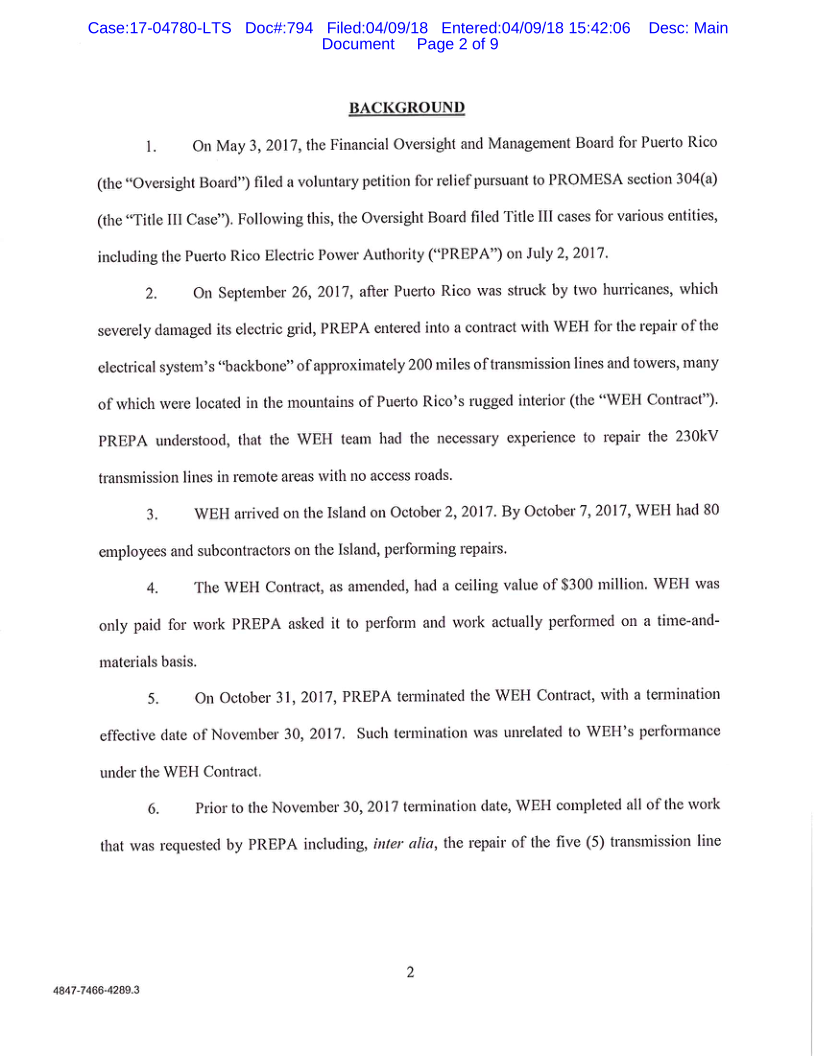 Case:17-04780-LTS Doc#:794 Filed:04/09/18 Entered:04/09/18 15:42:06 Desc: Main
Document Page 2 of 9
BACKGROUND
1. On May 3, 2017, the Financial Oversight and Management Board for Puerto Rico
(the “Oversight Board”) filed a voluntary petition for relief pursuant to PROMESA section 304(a)
(the “Title III Case”). Following this, the Oversight Board filed Title III cases for various entities,
including the Puerto Rico Electric Power Authority (“PREPA”) on July 2, 2017.
2. On September 26, 2017, after Puerto Rico was struck by two hurricanes, which
severely damaged its electric grid, PREPA entered into a contract with WEH for the repair of the
electrical system’s “backbone” of approximately 200 miles of transmission lines and towers, many
of which were located in the mountains of Puerto Rico’s rugged interior (the “WEH Contract”).
PREPA understood, that the WEH team had the necessary experience to repair the 230kV
transmission lines in remote areas with no access roads.
3. WEH arrived on the Island on October 2, 2017. By October 7, 2017, WEH had 80
employees and subcontractors on the Island, performing repairs.
4. The WEH Contract, as amended, had a ceiling value of $300 million. WEH was
only paid for work PREPA asked it to perform and work actually performed on a time-and-
materials basis.
5. On October 31, 2017, PREPA terminated the WEH Contract, with a termination
effective date of November 30, 2017. Such termination was unrelated to WEH’s performance
under the WEH Contract.
6. Prior to the November 30, 2017 termination date, WEH completed all of the work
that was requested by PREPA including, inter alia, the repair of the five (5) transmission line
2
4847-7466-4289.3